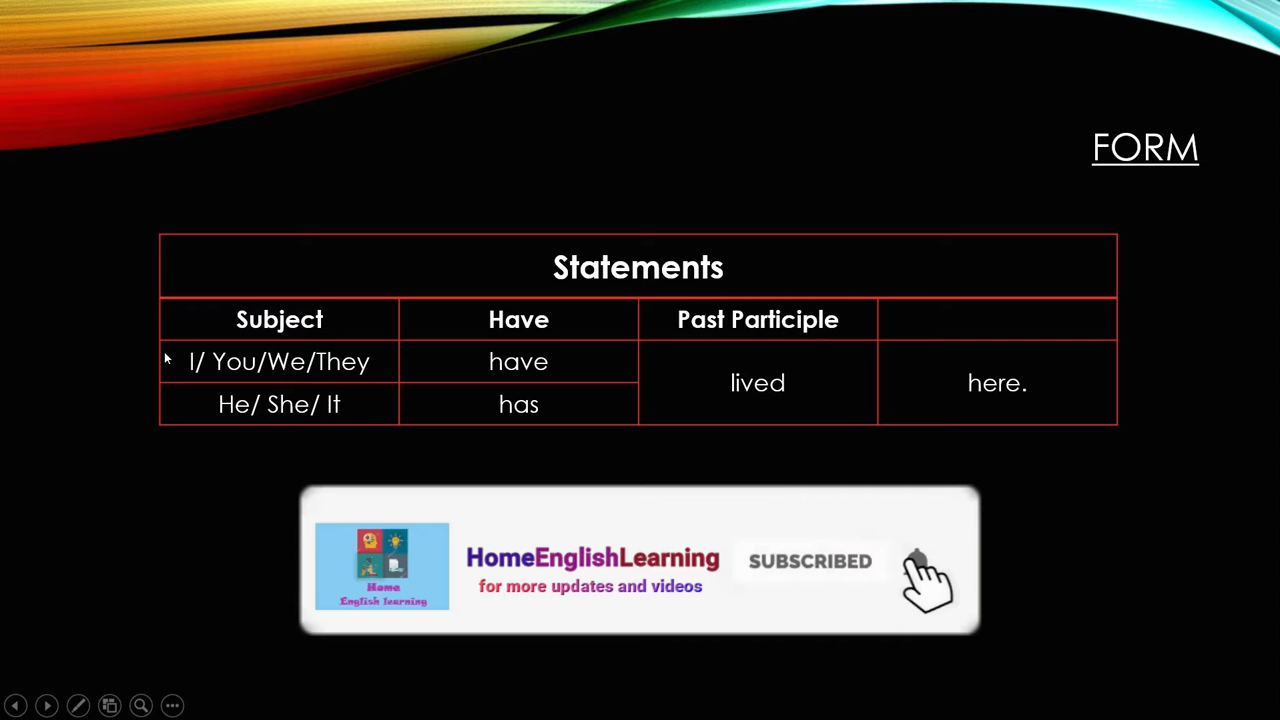 FORM
Statements
Subject Have Past Participle
I/ You/We/They have
lived here.
He/ She/ It has
HomeEnglishLearning SUBSCRIBED
for more updates and videos
Home
English learning